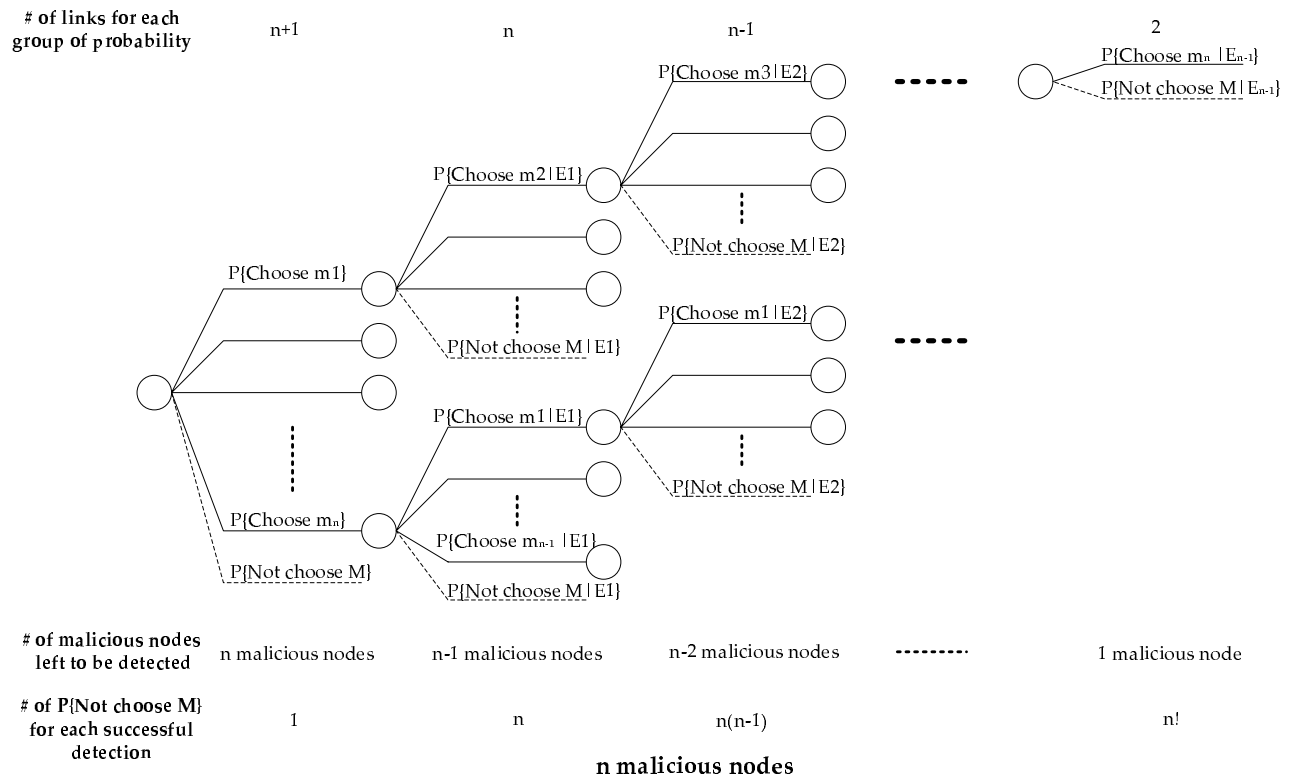 # of links for each
group of probability
n+1
n
n-1
2
P{Choose m3|E2}
P{Choose mn |En-1}
P{Not choose M|En-1}
P{Choose m2|E1}
P{Not choose M|E2}
P{Choose m1}
P{Not choose M|E1}
P{Choose m1|E2}
P{Choose m1|E1}
P{Not choose M|E2}
P{Choose mn}
P{Choose mn-1 |E1}
P{Not choose M}
P{Not choose M|E1}
# of malicious nodes
left to be detected
n malicious nodes
n-1 malicious nodes
n-2 malicious nodes
1 malicious node
# of P{Not choose M}
for each successful
detection
1
n
n(n-1)
n!
n malicious nodes